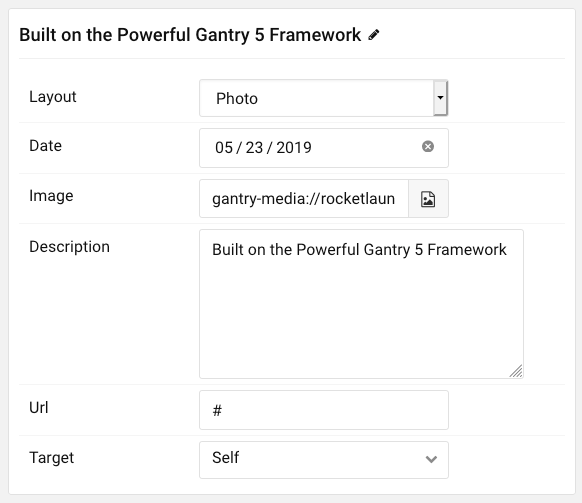 Built on the Powerful Gantry 5 Framework
Layout Photo
Date 05 / 23 / 2019
Image gantry-media://rocketlaun
Description Built on the Powerful Gantry 5 Framework
Url #
Target Self